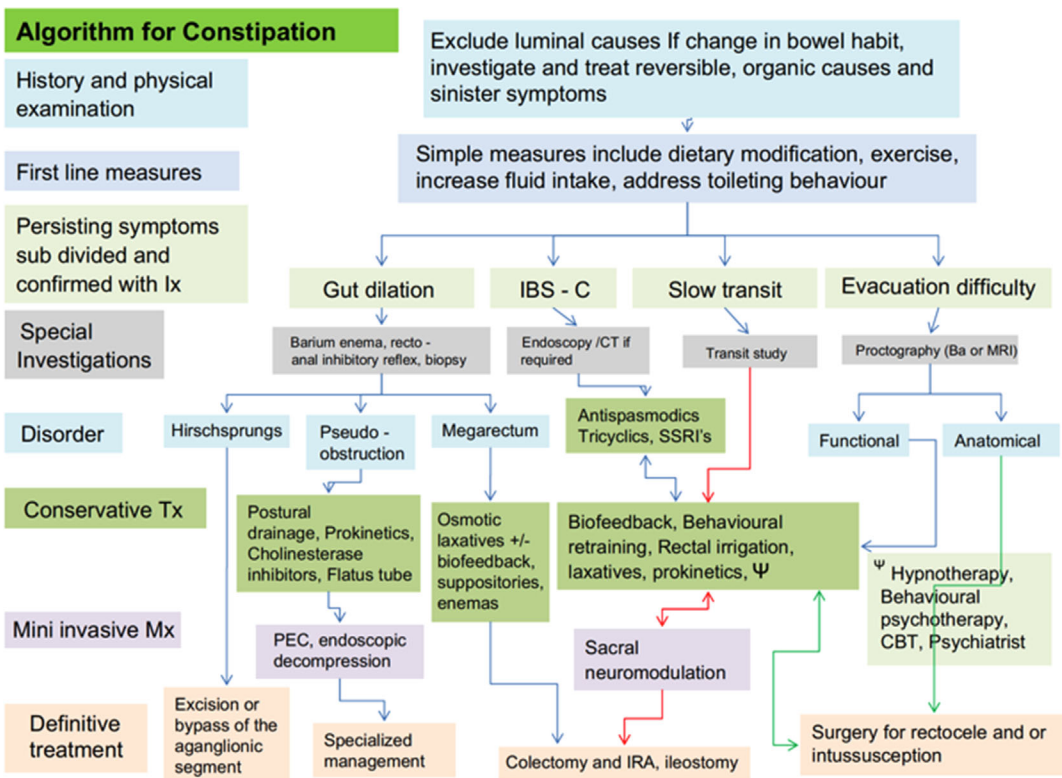 Algorithm for Constipation
Exclude luminal causes If change in bowel habit,
investigate and treat reversible, organic causes and
sinister symptoms
History and physical
examination
First line measures
Simple measures include dietary modification, exercise,
increase fluid intake, address toileting behaviour
Persisting symptoms
sub divided and
confirmed with Ix
Gut dilation
IBS - C
Slow transit
Evacuation difficulty
Special
Investigations
Barium enema, recto -
anal inhibitory reflex, biopsy
Endoscopy /CT if
required
Transit study
Proctography (Ba or MRI)
Disorder
Hirschsprungs
Pseudo -
obstruction
Megarectum
Antispasmodics
Tricyclics, SSRI's
Functional
Anatomical
Conservative Tx
Postural
drainage, Prokinetics,
Cholinesterase
inhibitors, Flatus tube
Osmotic
laxatives +/-
biofeedback,
suppositories,
enemas
Biofeedback, Behavioural
retraining, Rectal irrigation,
laxatives, prokinetics, Ψ
Ψ Hypnotherapy,
Behavioural
psychotherapy,
CBT, Psychiatrist
Mini invasive Mx
PEC, endoscopic
decompression
Sacral
neuromodulation
Definitive
treatment
Excision or
bypass of the
aganglionic
segment
Specialized
management
Colectomy and IRA, ileostomy
Surgery for rectocele and or
intussusception